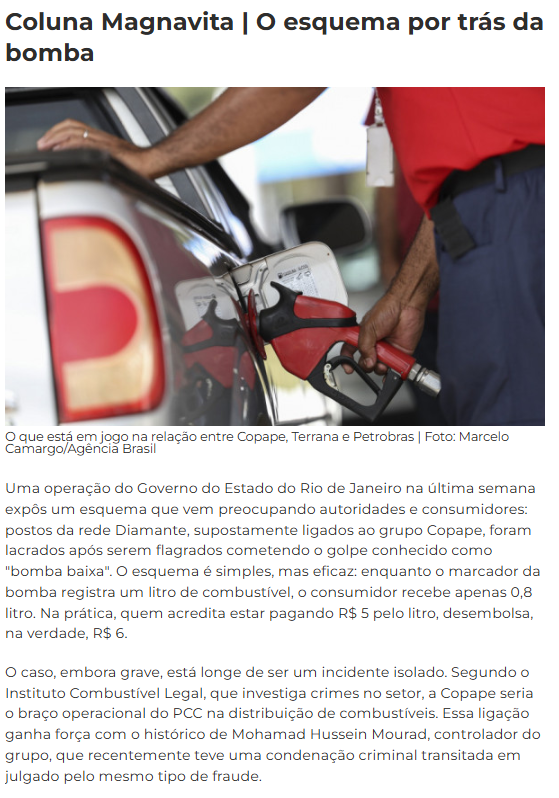 Coluna Magnavita | O esquema por trás da
bomba
O que está em jogo na relação entre Copape, Terrana e Petrobras | Foto: Marcelo
Camargo/Agência Brasil
Uma operação do Governo do Estado do Rio de Janeiro na última semana
expôs um esquema que vem preocupando autoridades e consumidores:
postos da rede Diamante, supostamente ligados ao grupo Copape, foram
lacrados após serem flagrados cometendo o golpe conhecido como
"bomba baixa". O esquema é simples, mas eficaz: enquanto o marcador da
bomba registra um litro de combustível, o consumidor recebe apenas 0,8
litro. Na prática, quem acredita estar pagando R$ 5 pelo litro, desembolsa,
na verdade, R$ 6.
O caso, embora grave, está longe de ser um incidente isolado. Segundo o
Instituto Combustível Legal, que investiga crimes no setor, a Copape seria
o braço operacional do PCC na distribuição de combustíveis. Essa ligação
ganha força com o histórico de Mohamad Hussein Mourad, controlador do
grupo, que recentemente teve uma condenação criminal transitada em
julgado pelo mesmo tipo de fraude.